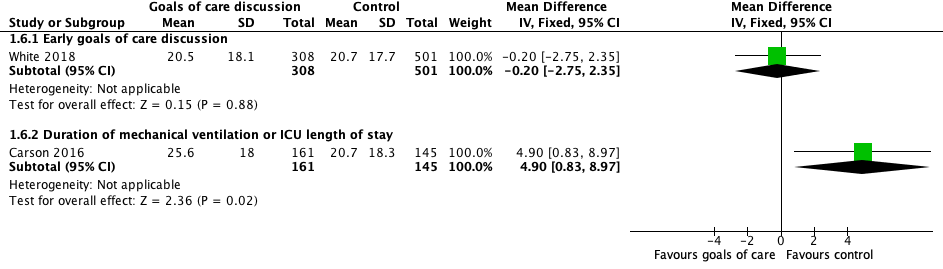 Goals of care discussion Control Mean Difference Mean Difference
Study or Subgroup Mean SD Total Mean SD Total Weight IV, Fixed, 95% CI IV, Fixed, 95% CI
1.6.1 Early goals of care discussion
White 2018 20.5 18.1 308 20.7 17.7 501 100.0% −0.20 [−2.75, 2.35]
Subtotal (95% CI) 308 501 100.0% −0.20 [−2.75, 2.35]
Heterogeneity: Not applicable
Test for overall effect: Z = 0.15 (P = 0.88)
1.6.2 Duration of mechanical ventilation or ICU length of stay
Carson 2016 25.6 18 161 20.7 18.3 145 100.0% 4.90 [0.83, 8.97]
Subtotal (95% CI) 161 145 100.0% 4.90 [0.83, 8.97]
Heterogeneity: Not applicable
Test for overall effect: Z = 2.36 (P = 0.02)
−4 −2 0 2 4
Favours goals of care Favours control